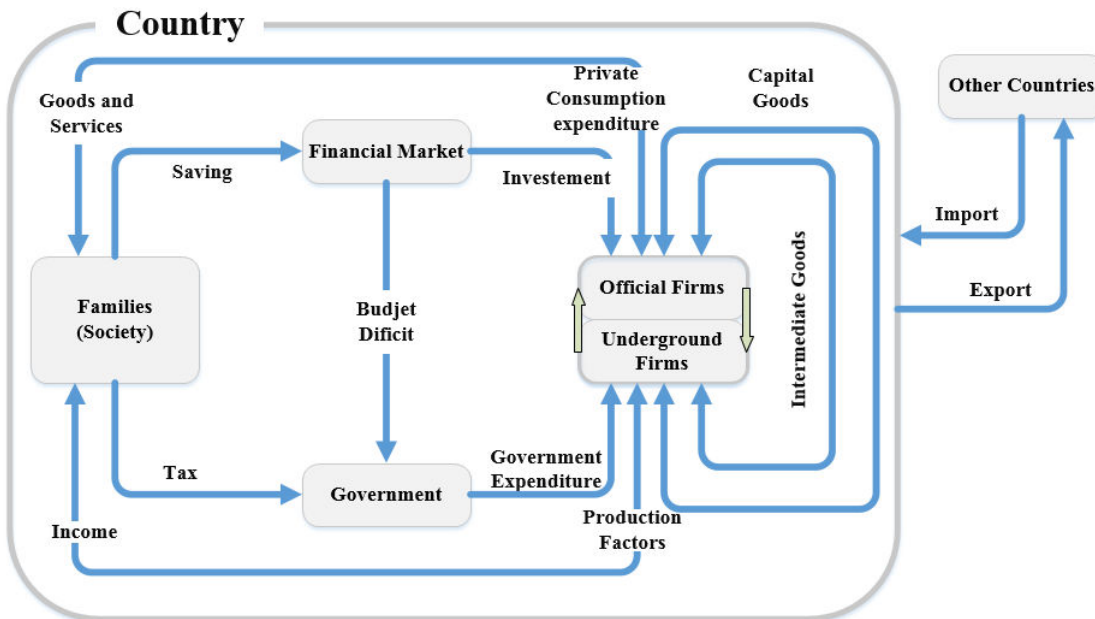 Country
Goods and
Services
Private
Consumption
expenditure
Capital
Goods
Other Countries
Saving
Financial Market
Investement
Import
Families
(Society)
Budjet
Dificit
Official Firms
Underground
Firms
Intermediate Goods
Export
Tax
Government
Government
Expenditure
Income
Production
Factors